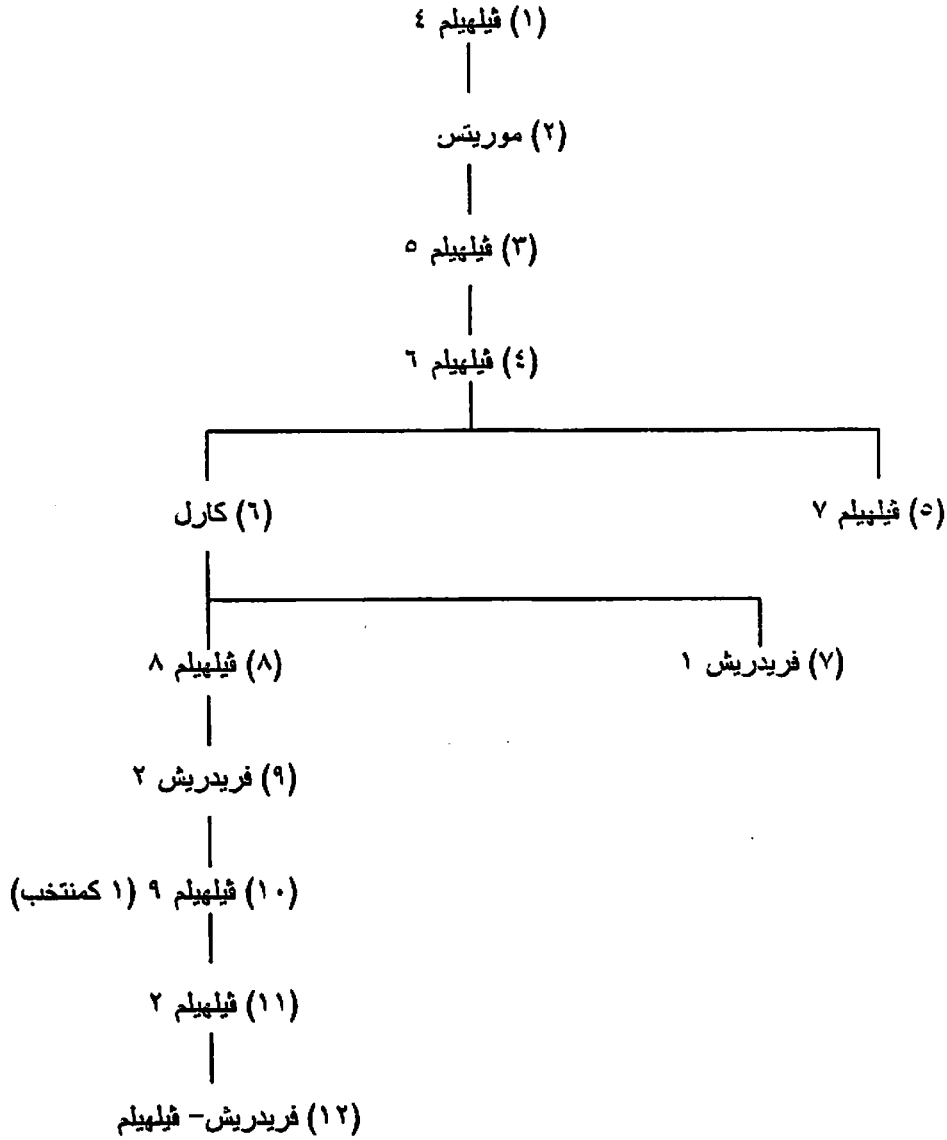 (١) ڤيلهيلم ٤
(٢) موريتس
(٣) ڤيلهيلم ٥
(٤) ڤيلهيلم ٦
(٥) ڤيلهيلم ٧
(٦) كارل
(٧) فريدريش ١
(٨) ڤيلهيلم ٨
(٩) فريدريش ٢
(١٠) ڤيلهيلم ٩ (١ كمنتخب)
(١١) ڤيلهيلم ٢
(١٢) فريدريش– ڤيلهيلم